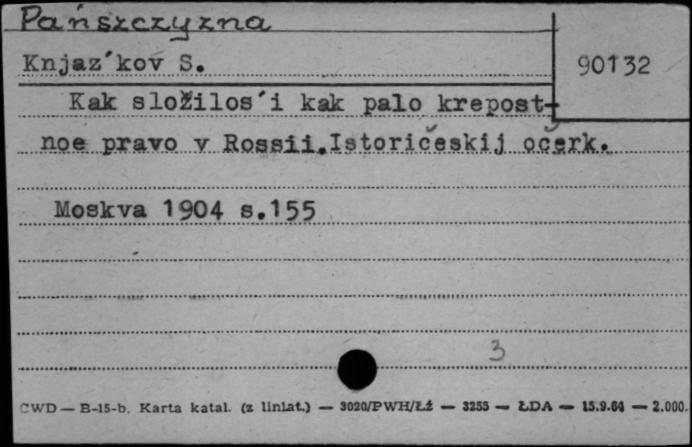 Pańszczyzna
Knjaz´kov S.
90132
Kak složilos´i kak palo krepost-
noe pravo v Rossii.Istoričeskij očerk.
Moskva 1904 s.155
3
CWD — B-15-b. Karta katal. (z liniat.) — 3020/PWH/Łż — 3255 — ŁDA — 15.9.64 — 2.000.